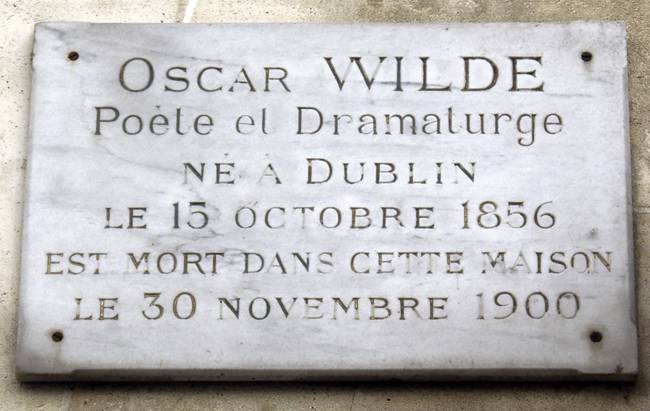 OSCAR WILDE
Poète et Dramaturge
NÉ À DUBLIN
LE 15 OCTOBRE 1856
EST MORT DANS CETTE MAISON
LE 30 NOVEMBRE 1900